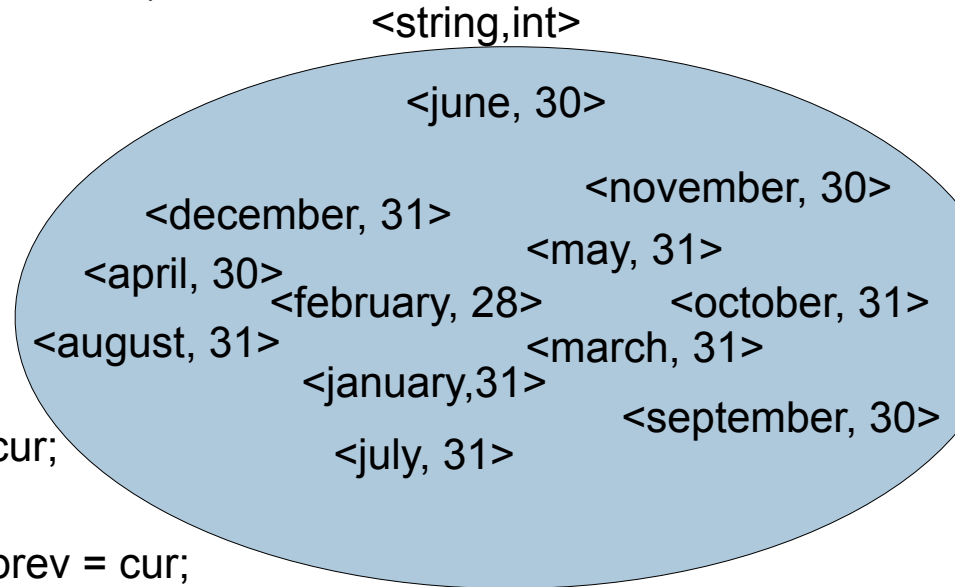 <string,int>
<june, 30>
<november, 30>
<december, 31>
<may, 31>
<april, 30>
<february, 28>
<october, 31>
<august, 31>
<march, 31>
<january,31>
<september, 30>
cur;
<july, 31>
prev = cur;